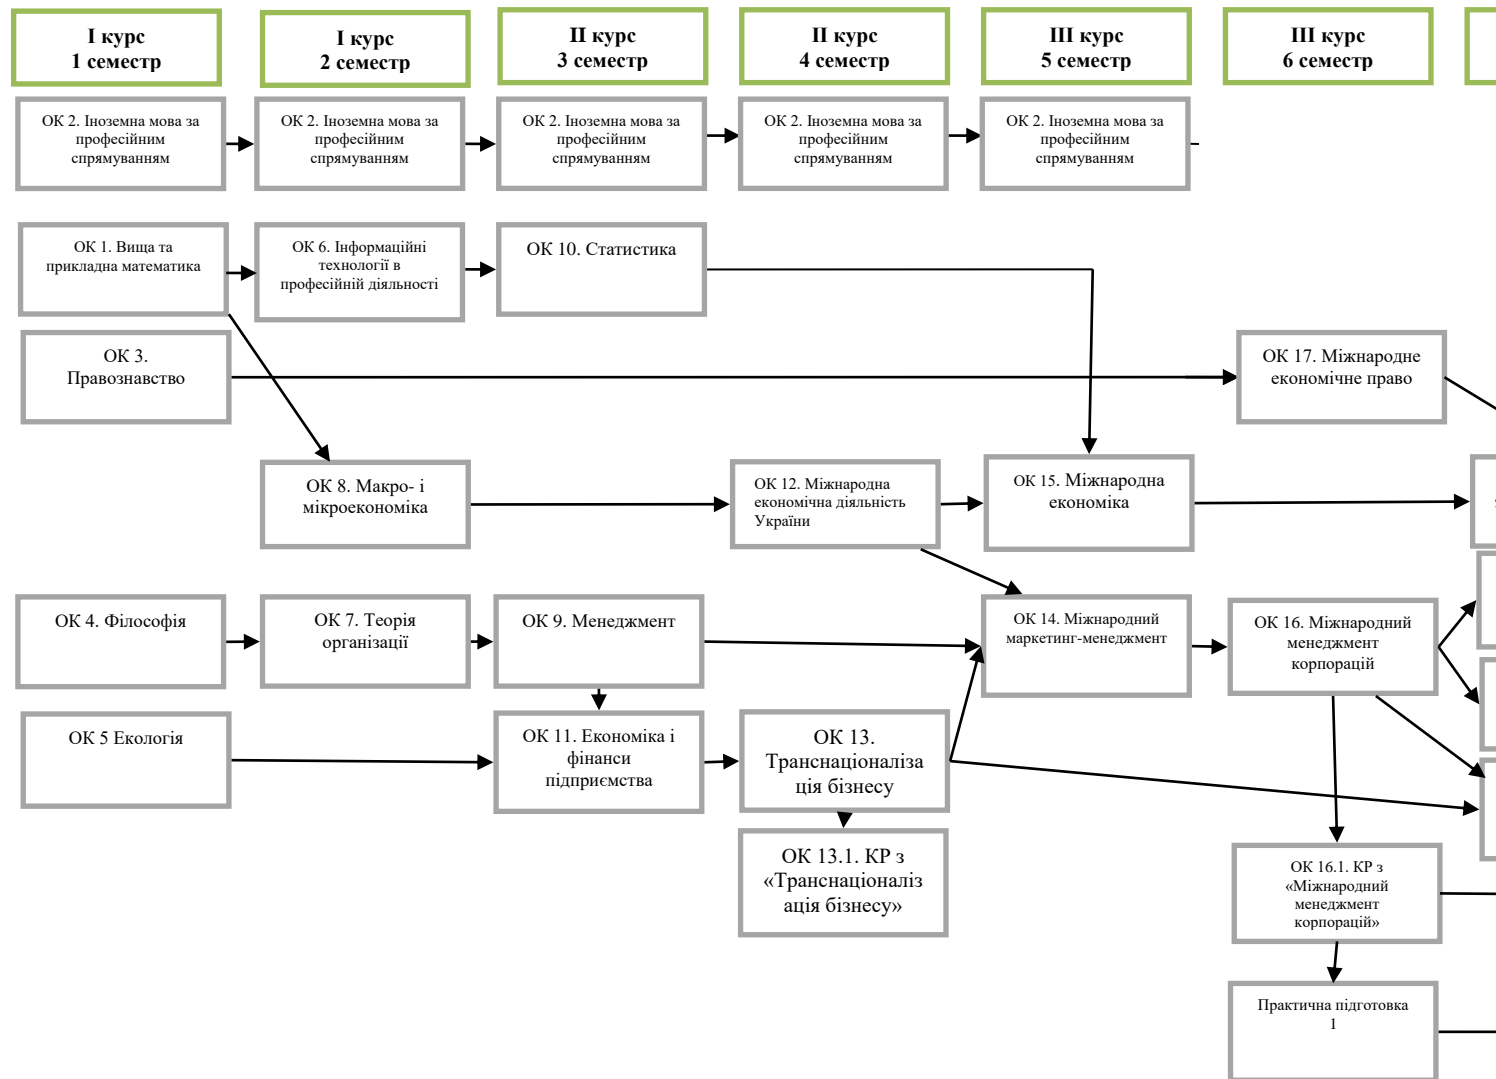 I курс
1 семестр
I курс
2 семестр
II курс
3 семестр
II курс
4 семестр
III курс
5 семестр
III курс
6 семестр
ОК 2. Іноземна мова за
професійним
спрямуванням
ОК 2. Іноземна мова за
професійним
спрямуванням
ОК 2. Іноземна мова за
професійним
спрямуванням
ОК 2. Іноземна мова за
професійним
спрямуванням
ОК 2. Іноземна мова за
професійним
спрямуванням
ОК 1. Вища та
прикладна математика
ОК 6. Інформаційні
технології в
професійній діяльності
ОК 10. Статистика
ОК 3.
Правознавство
ОК 17. Міжнародне
економічне право
ОК 8. Макро- і
мікроекономіка
ОК 12. Міжнародна
економічна діяльність
України
ОК 15. Міжнародна
економіка
ОК 4. Філософія
ОК 7. Теорія
організації
ОК 9. Менеджмент
ОК 14. Міжнародний
маркетинг-менеджмент
ОК 16. Міжнародний
менеджмент
корпорацій
ОК 5 Екологія
ОК 11. Економіка і
фінанси
підприємства
ОК 13.
Транснаціоналіза
ція бізнесу
ОК 13.1. КР з
«Транснаціоналіз
ація бізнесу»
ОК 16.1. КР з
«Міжнародний
менеджмент
корпорацій»
Практична підготовка
1